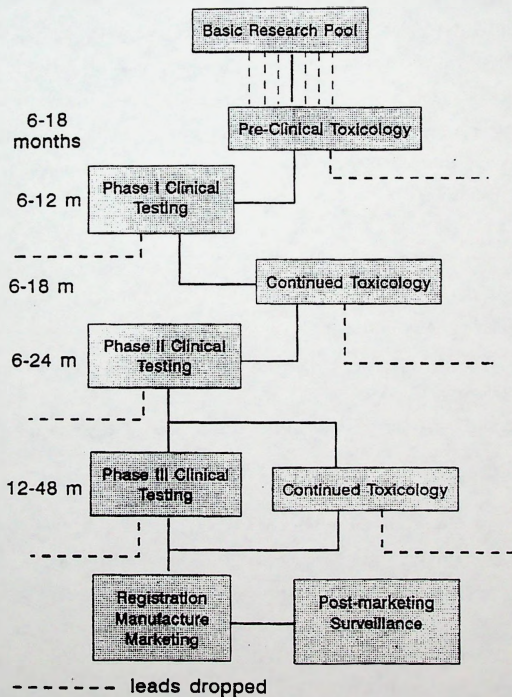 Basic Research Pool
6-18
months
Pre-Clinical Toxicology
6-12 m
Phase I Clinical
Testing
6-18 m
Continued Toxicology
6-24 m
Phase II Clinical
Testing
12-48 m
Phase III Clinical
Testing
Continued Toxicology
Registration
Manufacture
Marketing
Post-marketing
Surveillance
leads dropped